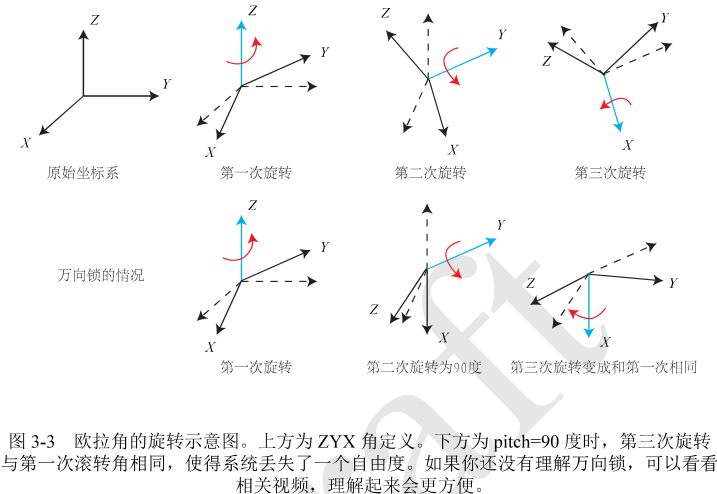 Z
Y
X
原始坐标系
Z
Y
X
第一次旋转
Z
Y
X
第二次旋转
Y
Z
X
第三次旋转
万向锁的情况
Z
Y
X
第一次旋转
Y
Z
X
第二次旋转为90度
Z
Y
X
第三次旋转变成和第一次相同
图 3-3 欧拉角的旋转示意图。上方为 ZYX 角定义。下方为 pitch=90 度时，第三次旋转
与第一次滚转角相同，使得系统丢失了一个自由度。如果你还没有理解万向锁，可以看看
相关视频，理解起来会更方便。